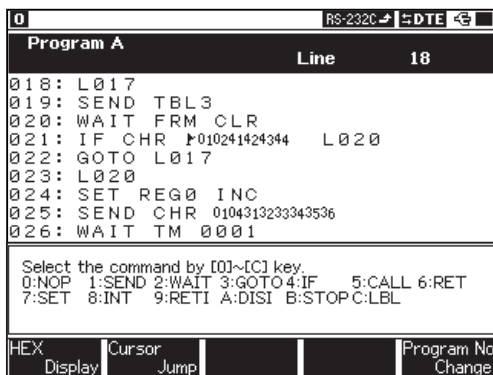 0 RS-232C DTE
Program A
Line 18
018: L017
019: SEND TBL3
020: WAIT FRM CLR
021: IF CHR 010241424344 L020
022: GOTO L017
023: L020
024: SET REG0 INC
025: SEND CHR 0104313233343536
026: WAIT TM 0001
Select the command by [0]~[C] key.
0:NOP 1:SEND 2:WAIT 3:GOTO 4:IF 5:CALL 6:RET
7:SET 8:INT 9:RETI A:DISI B:STOP C:LBL
HEX Cursor Program No
Display Jump Change